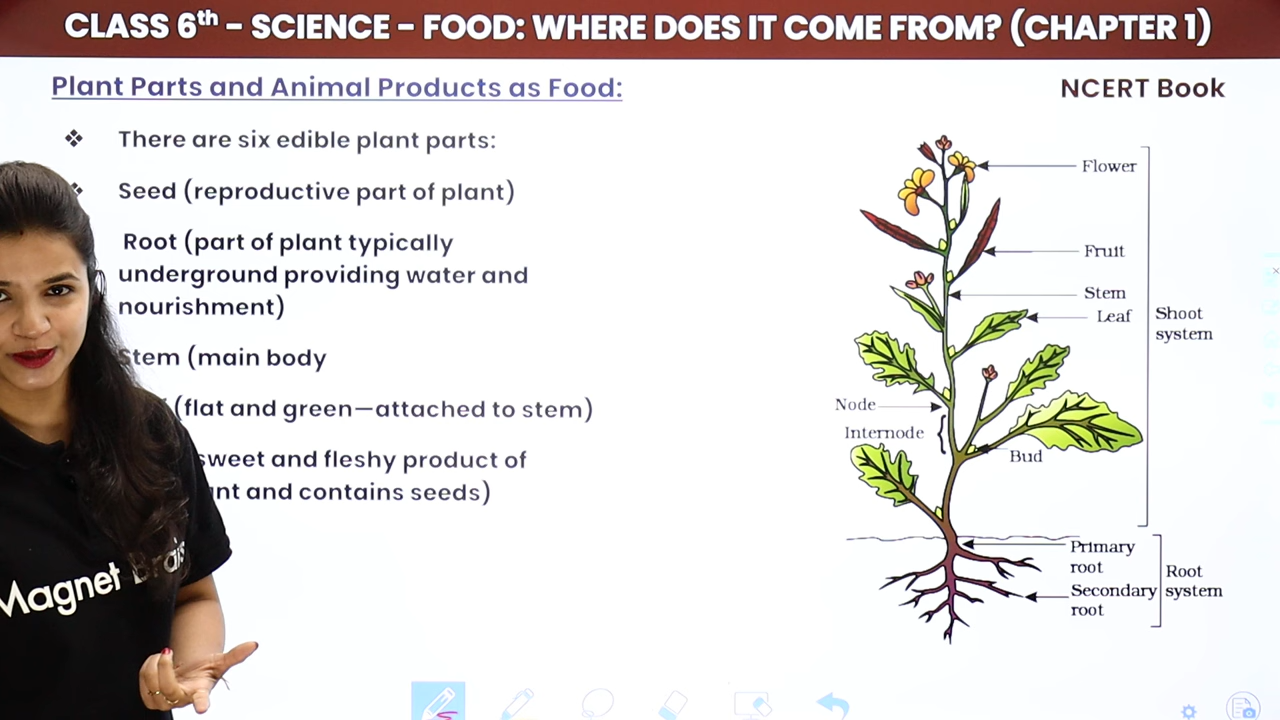 CLASS 6th – SCIENCE – FOOD: WHERE DOES IT COME FROM? (CHAPTER 1)
Plant Parts and Animal Products as Food:
NCERT Book
There are six edible plant parts:
Seed (reproductive part of plant)
Root (part of plant typically
underground providing water and
nourishment)
Stem (main body
(flat and green—attached to stem)
sweet and fleshy product of
and contains seeds)
Flower
Fruit
Stem
Leaf
Shoot
system
Node
Internode
Bud
Primary
root
Secondary
root
Root
system
Magnet Brains